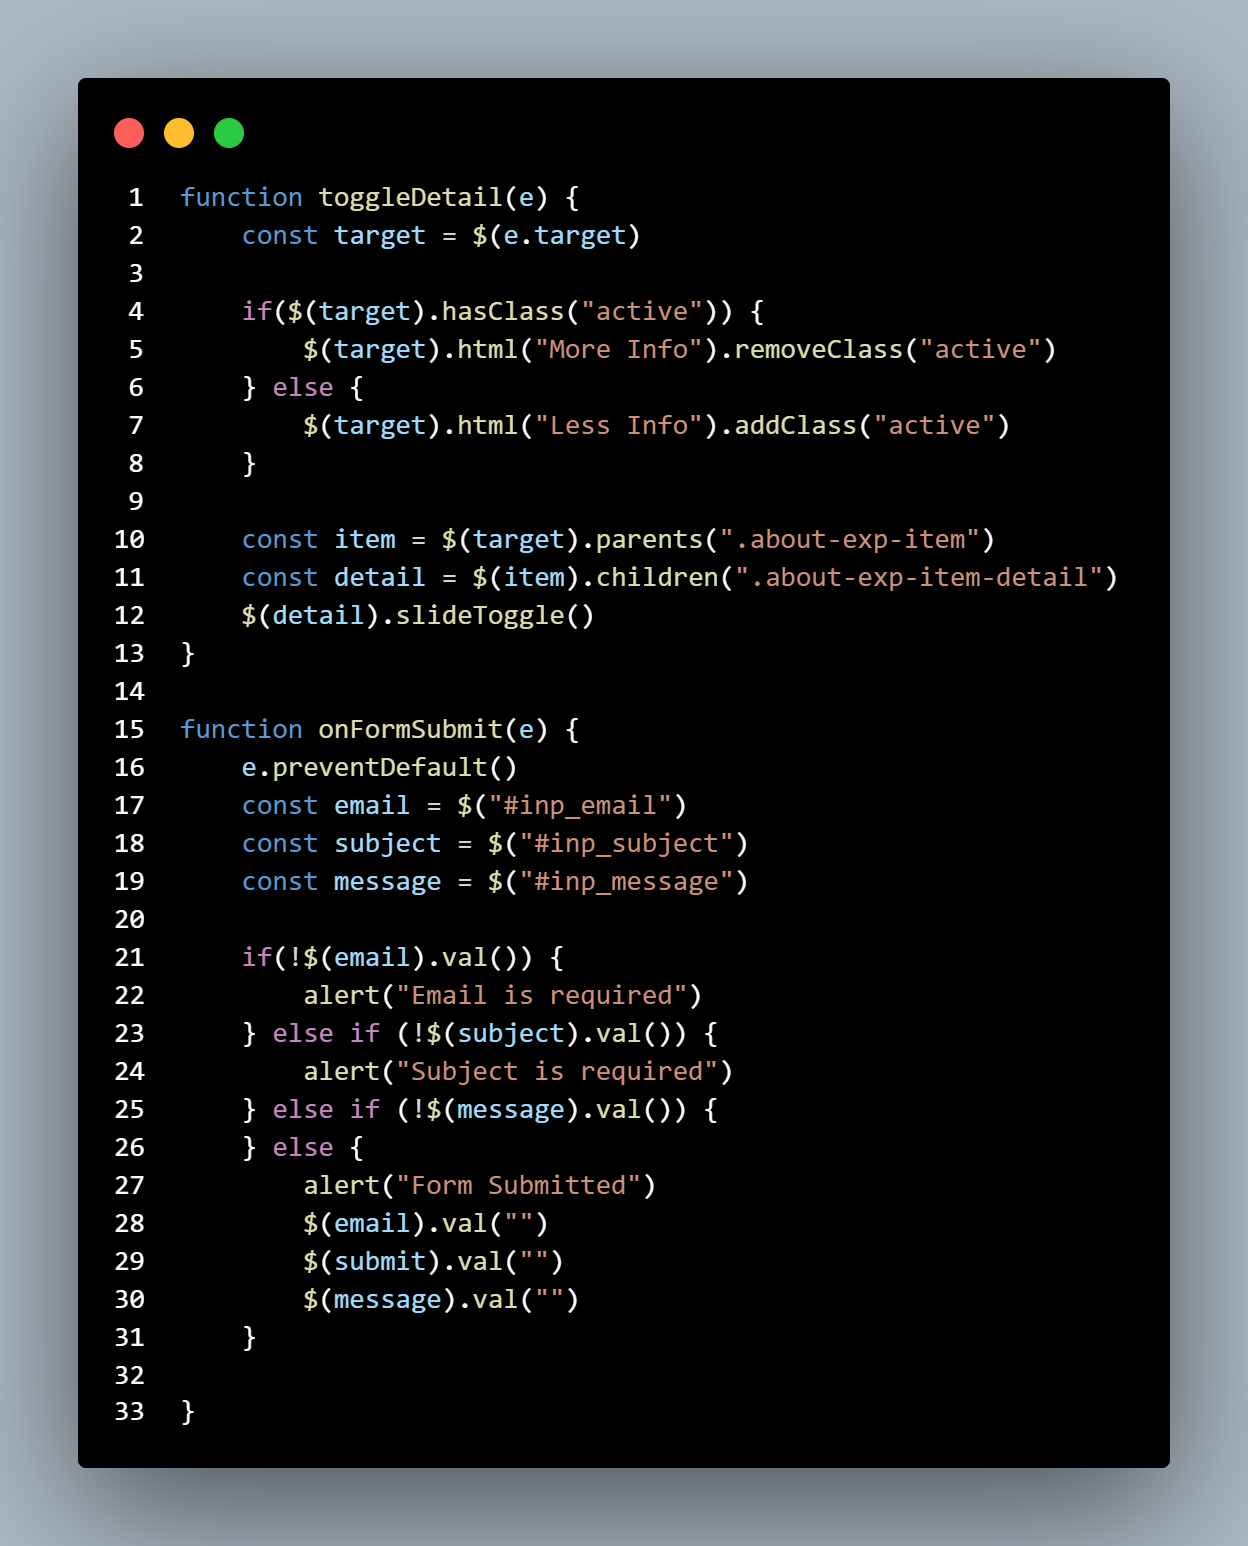 1 function toggleDetail(e) {
2     const target = $(e.target)
3
4     if($(target).hasClass("active")) {
5         $(target).html("More Info").removeClass("active")
6     } else {
7         $(target).html("Less Info").addClass("active")
8     }
9
10     const item = $(target).parents(".about-exp-item")
11     const detail = $(item).children(".about-exp-item-detail")
12     $(detail).slideToggle()
13 }
14
15 function onFormSubmit(e) {
16     e.preventDefault()
17     const email = $("#inp_email")
18     const subject = $("#inp_subject")
19     const message = $("#inp_message")
20
21     if(!$(email).val()) {
22         alert("Email is required")
23     } else if (!$(subject).val()) {
24         alert("Subject is required")
25     } else if (!$(message).val()) {
26     } else {
27         alert("Form Submitted")
28         $(email).val("")
29         $(submit).val("")
30         $(message).val("")
31     }
32
33 }